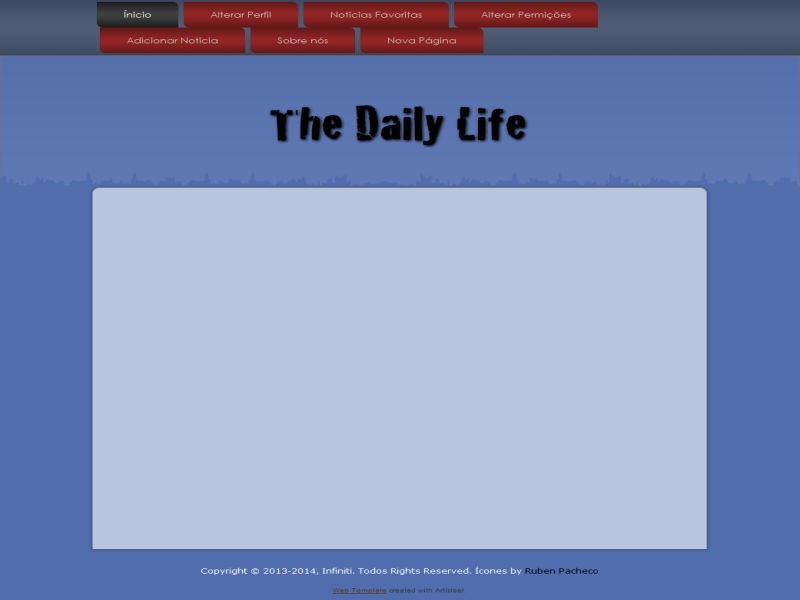 Ínicio Alterar Perfil Noticias Favoritas Alterar Permições
Adicionar Noticia Sobre nós Nova Página
The Daily Life
Copyright © 2013-2014, Infiniti. Todos Rights Reserved. Ícones by Ruben Pacheco
Web Template created with Artisteer